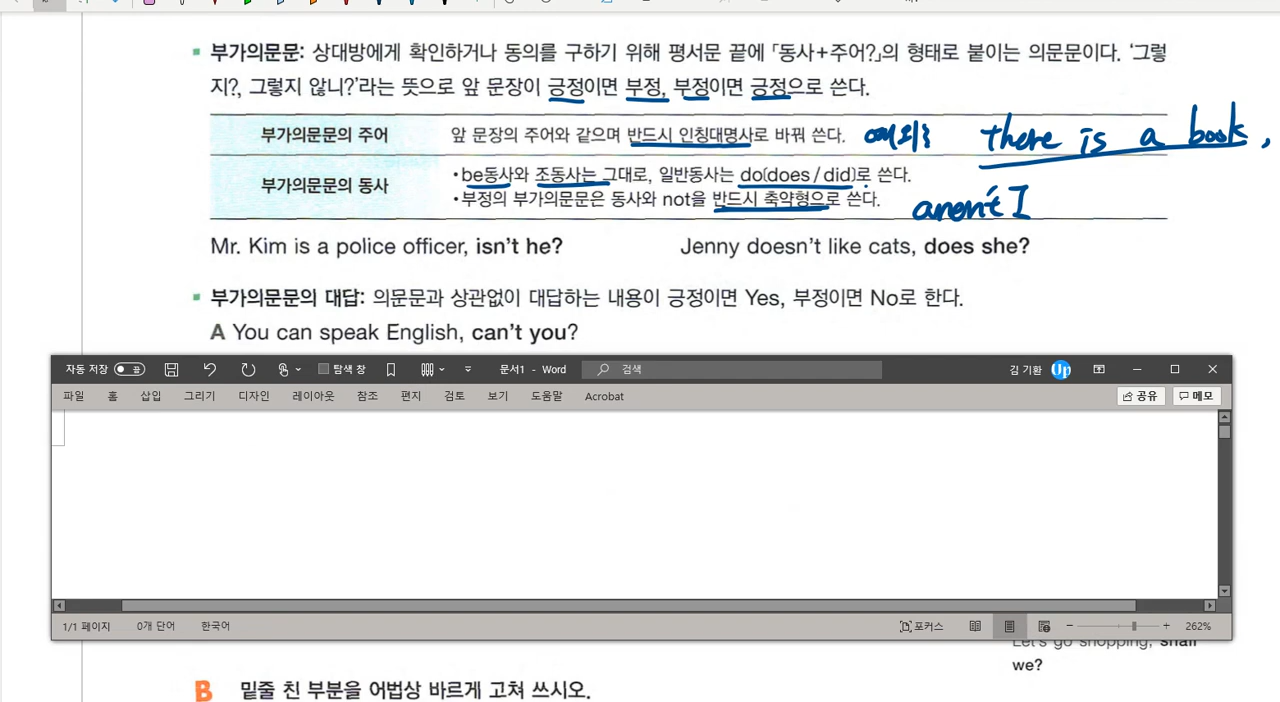 부가의문문: 상대방에게 확인하거나 동의를 구하기 위해 평서문 끝에 「동사+주어?」의 형태로 붙이는 의문문이다. '그렇
지?, 그렇지 않니?'라는 뜻으로 앞 문장이 긍정이면 부정, 부정이면 긍정으로 쓴다.
부가의문문의 주어 앞 문장의 주어와 같으며 반드시 인칭대명사로 바꿔 쓴다. 예외: there is a book,
부가의문문의 동사
•be동사와 조동사는 그대로, 일반동사는 do(does/did)로 쓴다.
•부정의 부가의문문은 동사와 not을 반드시 축약형으로 쓴다. aren't I
Mr. Kim is a police officer, isn't he? Jenny doesn't like cats, does she?
부가의문문의 대답: 의문문과 상관없이 대답하는 내용이 긍정이면 Yes, 부정이면 No로 한다.
A You can speak English, can't you?
자동 저장 끔 탐색 창 문서1 - Word 검색 김 기환 Up
파일 홈 삽입 그리기 디자인 레이아웃 참조 편지 검토 보기 도움말 Acrobat 공유 메모
1/1 페이지 0개 단어 한국어 포커스 262%
Let's go shopping, shall
we?
B 밑줄 친 부분을 어법상 바르게 고쳐 쓰시오.